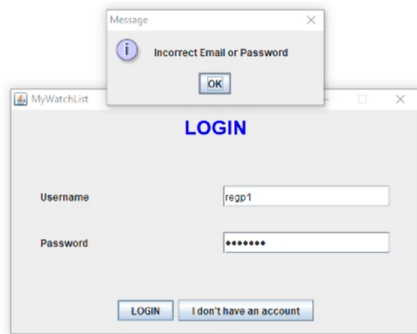 Message
Incorrect Email or Password
OK
MyWatchList
LOGIN
Username
regp1
Password
LOGIN
I don't have an account